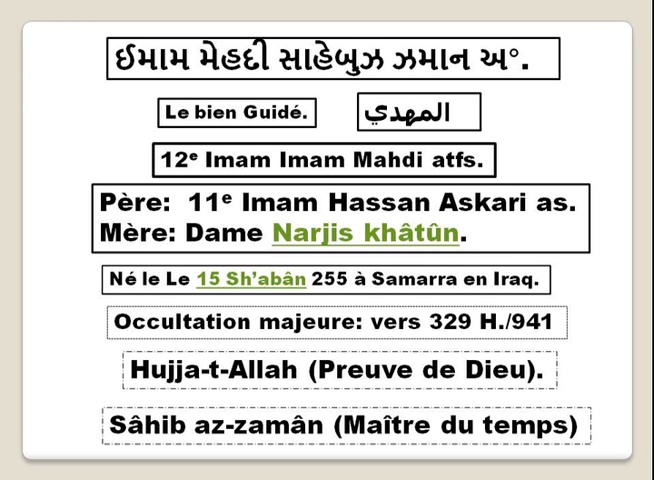 ઈમામ મેહદી સાહેબુઝ ઝમાન અ°.
Le bien Guidé.
المهدي
12ᵉ Imam Imam Mahdi atfs.
Père: 11ᵉ Imam Hassan Askari as.
Mère: Dame Narjis khâtûn.
Né le Le 15 Sh’abân 255 à Samarra en Iraq.
Occultation majeure: vers 329 H./941
Hujja-t-Allah (Preuve de Dieu).
Sâhib az-zamân (Maître du temps)